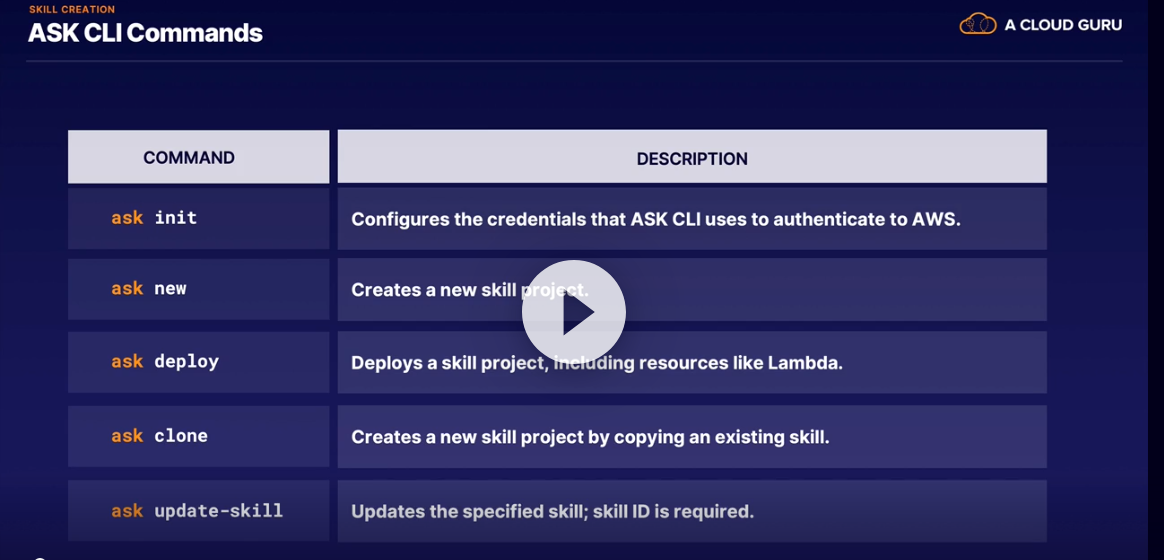 SKILL CREATION
ASK CLI Commands
A CLOUD GURU
COMMAND DESCRIPTION
ask init Configures the credentials that ASK CLI uses to authenticate to AWS.
ask new Creates a new skill project.
ask deploy Deploys a skill project, including resources like Lambda.
ask clone Creates a new skill project by copying an existing skill.
ask update-skill Updates the specified skill; skill ID is required.